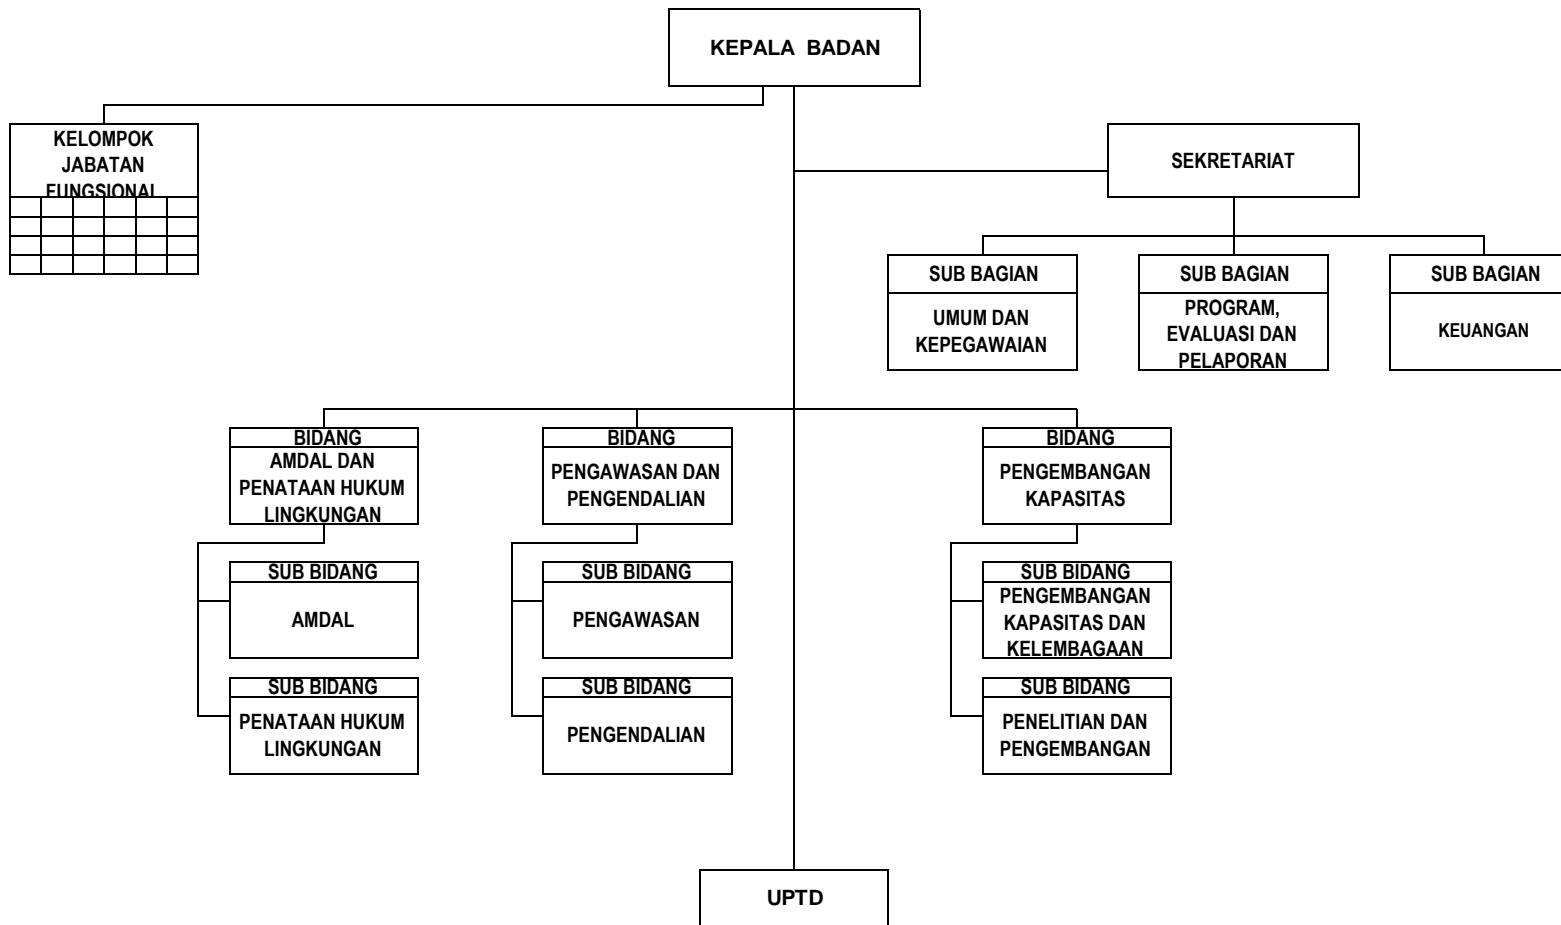 KEPALA BADAN
KELOMPOK
JABATAN
FUNGSIONAL
SEKRETARIAT
SUB BAGIAN
UMUM DAN
KEPEGAWAIAN
SUB BAGIAN
PROGRAM,
EVALUASI DAN
PELAPORAN
SUB BAGIAN
KEUANGAN
BIDANG
AMDAL DAN
PENATAAN HUKUM
LINGKUNGAN
BIDANG
PENGAWASAN DAN
PENGENDALIAN
BIDANG
PENGEMBANGAN
KAPASITAS
SUB BIDANG
AMDAL
SUB BIDANG
PENGAWASAN
SUB BIDANG
PENGEMBANGAN
KAPASITAS DAN
KELEMBAGAAN
SUB BIDANG
PENATAAN HUKUM
LINGKUNGAN
SUB BIDANG
PENGENDALIAN
SUB BIDANG
PENELITIAN DAN
PENGEMBANGAN
UPTD